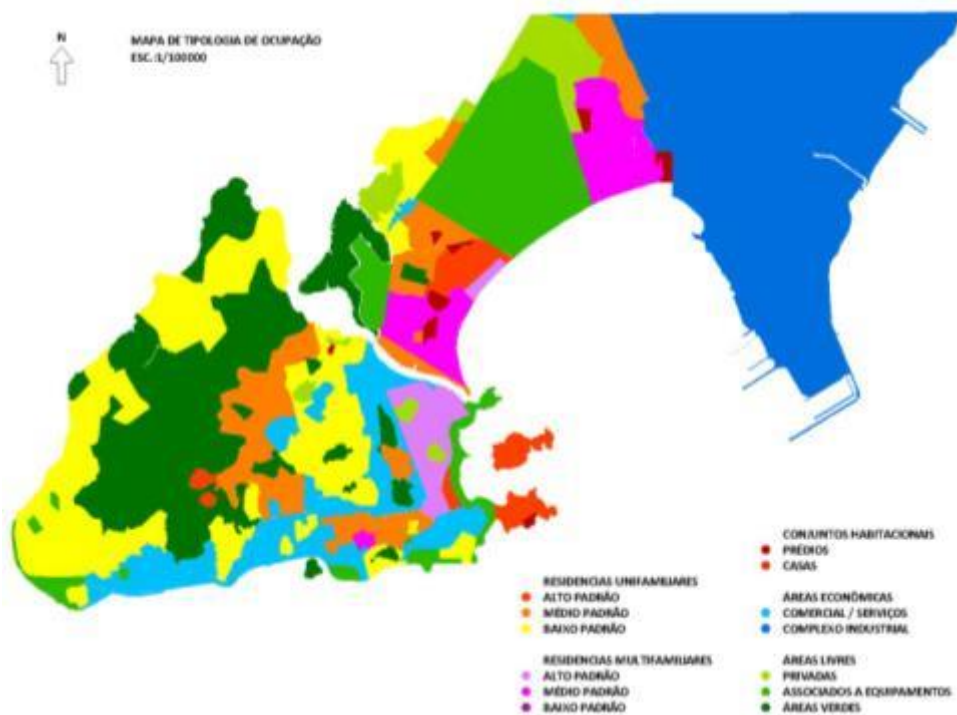 N
MAPA DE TIPOLOGIA DE OCUPAÇÃO
ESC. :1/100000
CONJUNTOS HABITACIONAIS
PRÉDIOS
CASAS
RESIDENCIAS UNIFAMILIARES
ALTO PADRÃO
MÉDIO PADRÃO
BAIXO PADRÃO
ÁREAS ECONÔMICAS
COMERCIAL / SERVIÇOS
COMPLEXO INDUSTRIAL
RESIDENCIAS MULTIFAMILIARES
ALTO PADRÃO
MÉDIO PADRÃO
BAIXO PADRÃO
ÁREAS LIVRES
PRIVADAS
ASSOCIADOS A EQUIPAMENTOS
ÁREAS VERDES